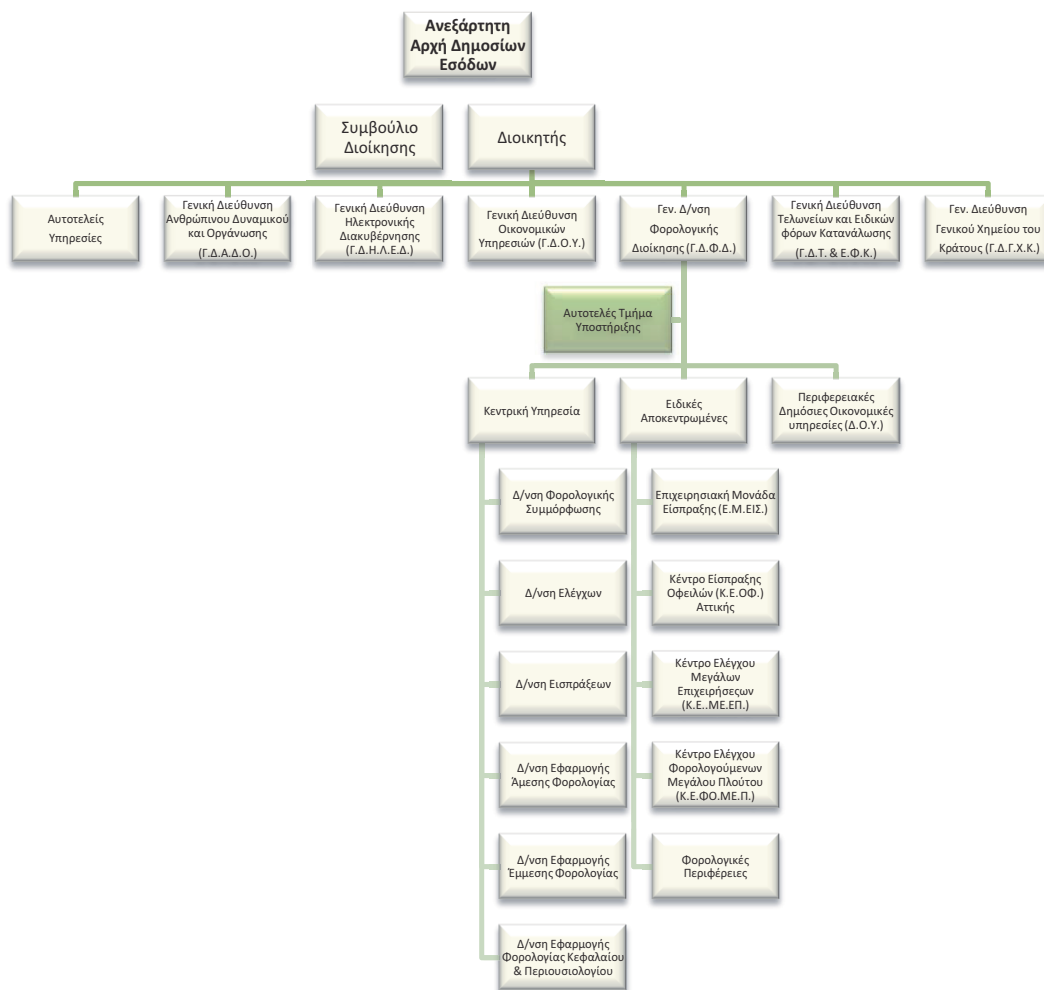 Ανεξάρτητη
Αρχή Δημοσίων
Εσόδων
Συμβούλιο
Διοίκησης
Διοικητής
Αυτοτελείς
Υπηρεσίες
Γενική Διεύθυνση
Ανθρώπινου Δυναμικού
και Οργάνωσης
(Γ.Δ.Α.Δ.Ο.)
Γενική Διεύθυνση
Ηλεκτρονικής
Διακυβέρνησης
(Γ.Δ.Η.Λ.Ε.Δ.)
Γενική Διεύθυνση
Οικονομικών
Υπηρεσιών (Γ.Δ.Ο.Υ.)
Γεν. Δ/νση
Φορολογικής
Διοίκησης (Γ.Δ.Φ.Δ.)
Γενική Διεύθυνση
Τελωνείων και Ειδικών
φόρων Κατανάλωσης
(Γ.Δ.Τ. & Ε.Φ.Κ.)
Γεν. Διεύθυνση
Γενικού Χημείου του
Κράτους (Γ.Δ.Γ.Χ.Κ.)
Αυτοτελές Τμήμα
Υποστήριξης
Κεντρική Υπηρεσία
Ειδικές
Αποκεντρωμένες
Περιφερειακές
Δημόσιες Οικονομικές
υπηρεσίες (Δ.Ο.Υ.)
Δ/νση Φορολογικής
Συμμόρφωσης
Δ/νση Ελέγχων
Δ/νση Εισπράξεων
Δ/νση Εφαρμογής
Άμεσης Φορολογίας
Δ/νση Εφαρμογής
Έμμεσης Φορολογίας
Δ/νση Εφαρμογής
Φορολογίας Κεφαλαίου
& Περιουσιολογίου
Επιχειρησιακή Μονάδα
Είσπραξης (Ε.Μ.ΕΙΣ.)
Κέντρο Είσπραξης
Οφειλών (Κ.Ε.ΟΦ.)
Αττικής
Κέντρο Ελέγχου
Μεγάλων
Επιχειρήσεςων
(Κ.Ε..ΜΕ.ΕΠ.)
Κέντρο Ελέγχου
Φορολογούμενων
Μεγάλου Πλούτου
(Κ.Ε.ΦΟ.ΜΕ.Π.)
Φορολογικές
Περιφέρειες